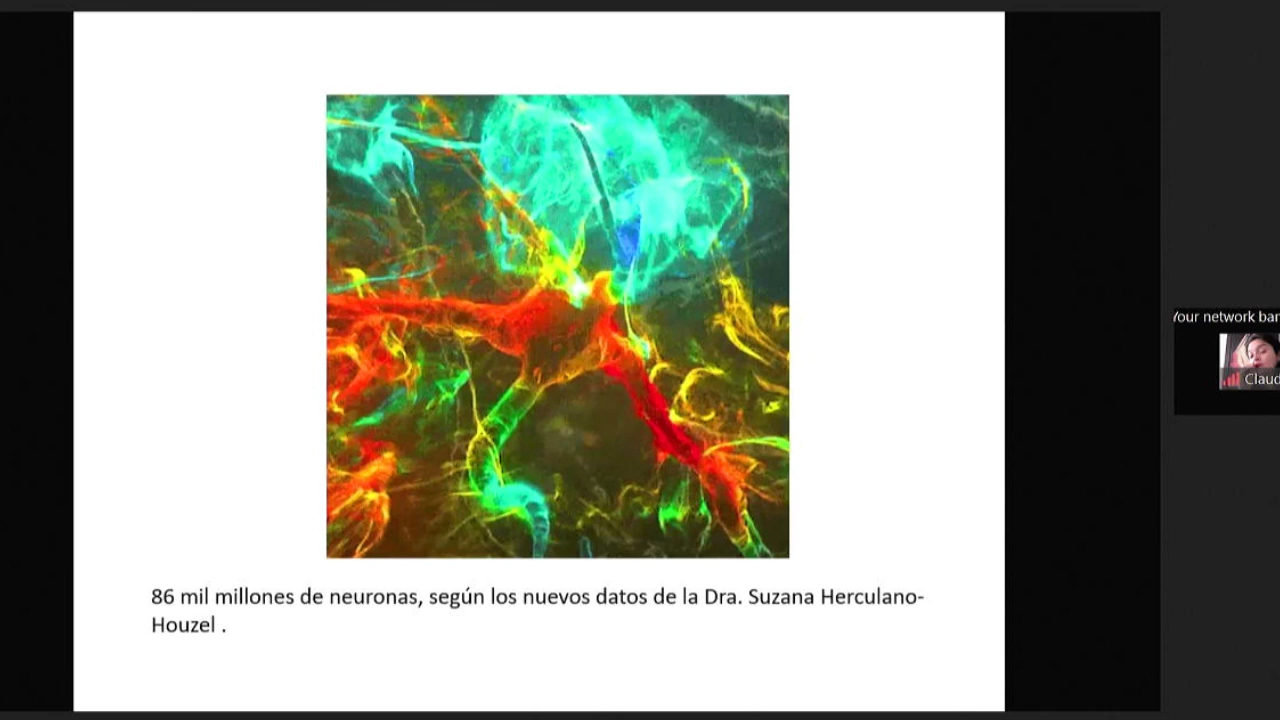 86 mil millones de neuronas, según los nuevos datos de la Dra. Suzana Herculano-
Houzel .
Your network ban
Claud